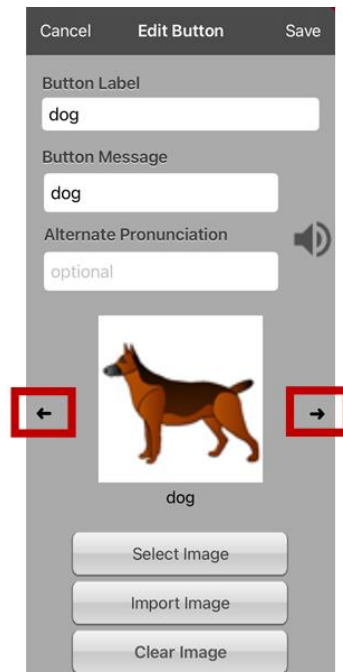 Cancel Edit Button Save
Button Label
dog
Button Message
dog
Alternate Pronunciation
optional
← →
dog
Select Image
Import Image
Clear Image